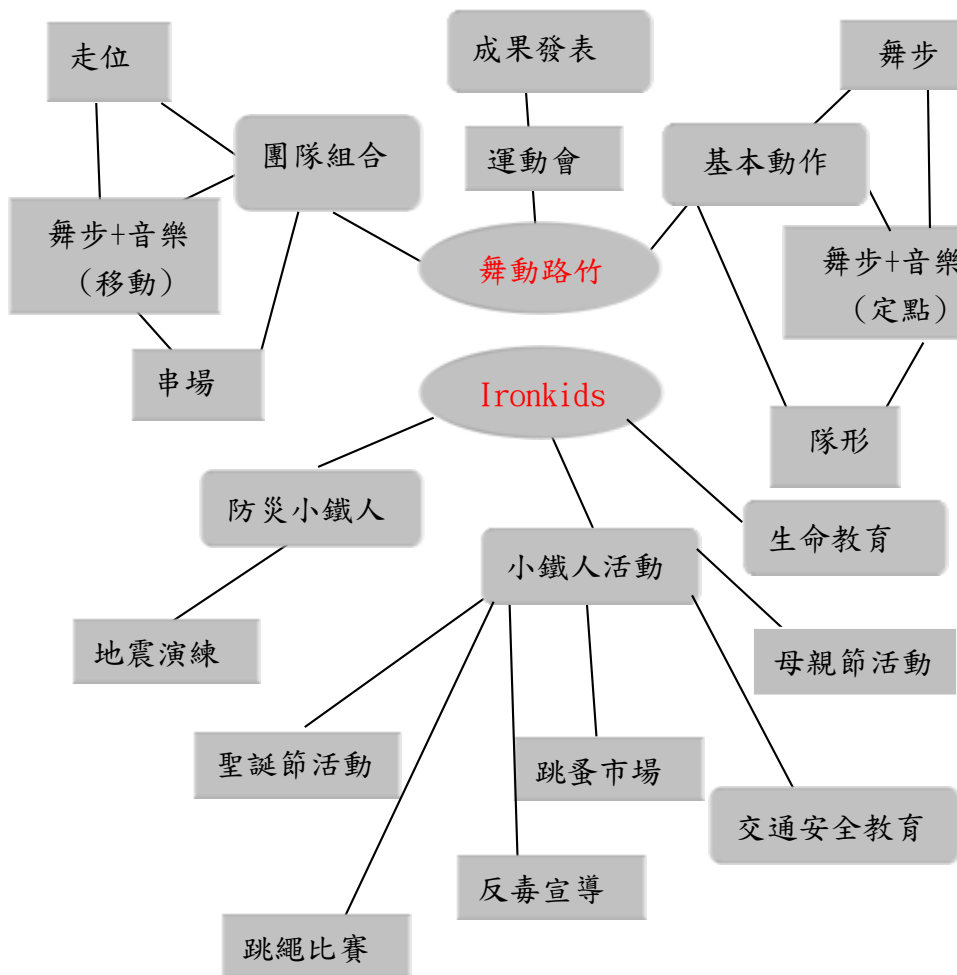 走位
成果發表
舞步
團隊組合
運動會
基本動作
舞步+音樂
（移動）
舞動路竹
舞步+音樂
（定點）
串場
Ironkids
隊形
防災小鐵人
生命教育
小鐵人活動
地震演練
母親節活動
聖誕節活動
跳蚤市場
交通安全教育
反毒宣導
跳繩比賽